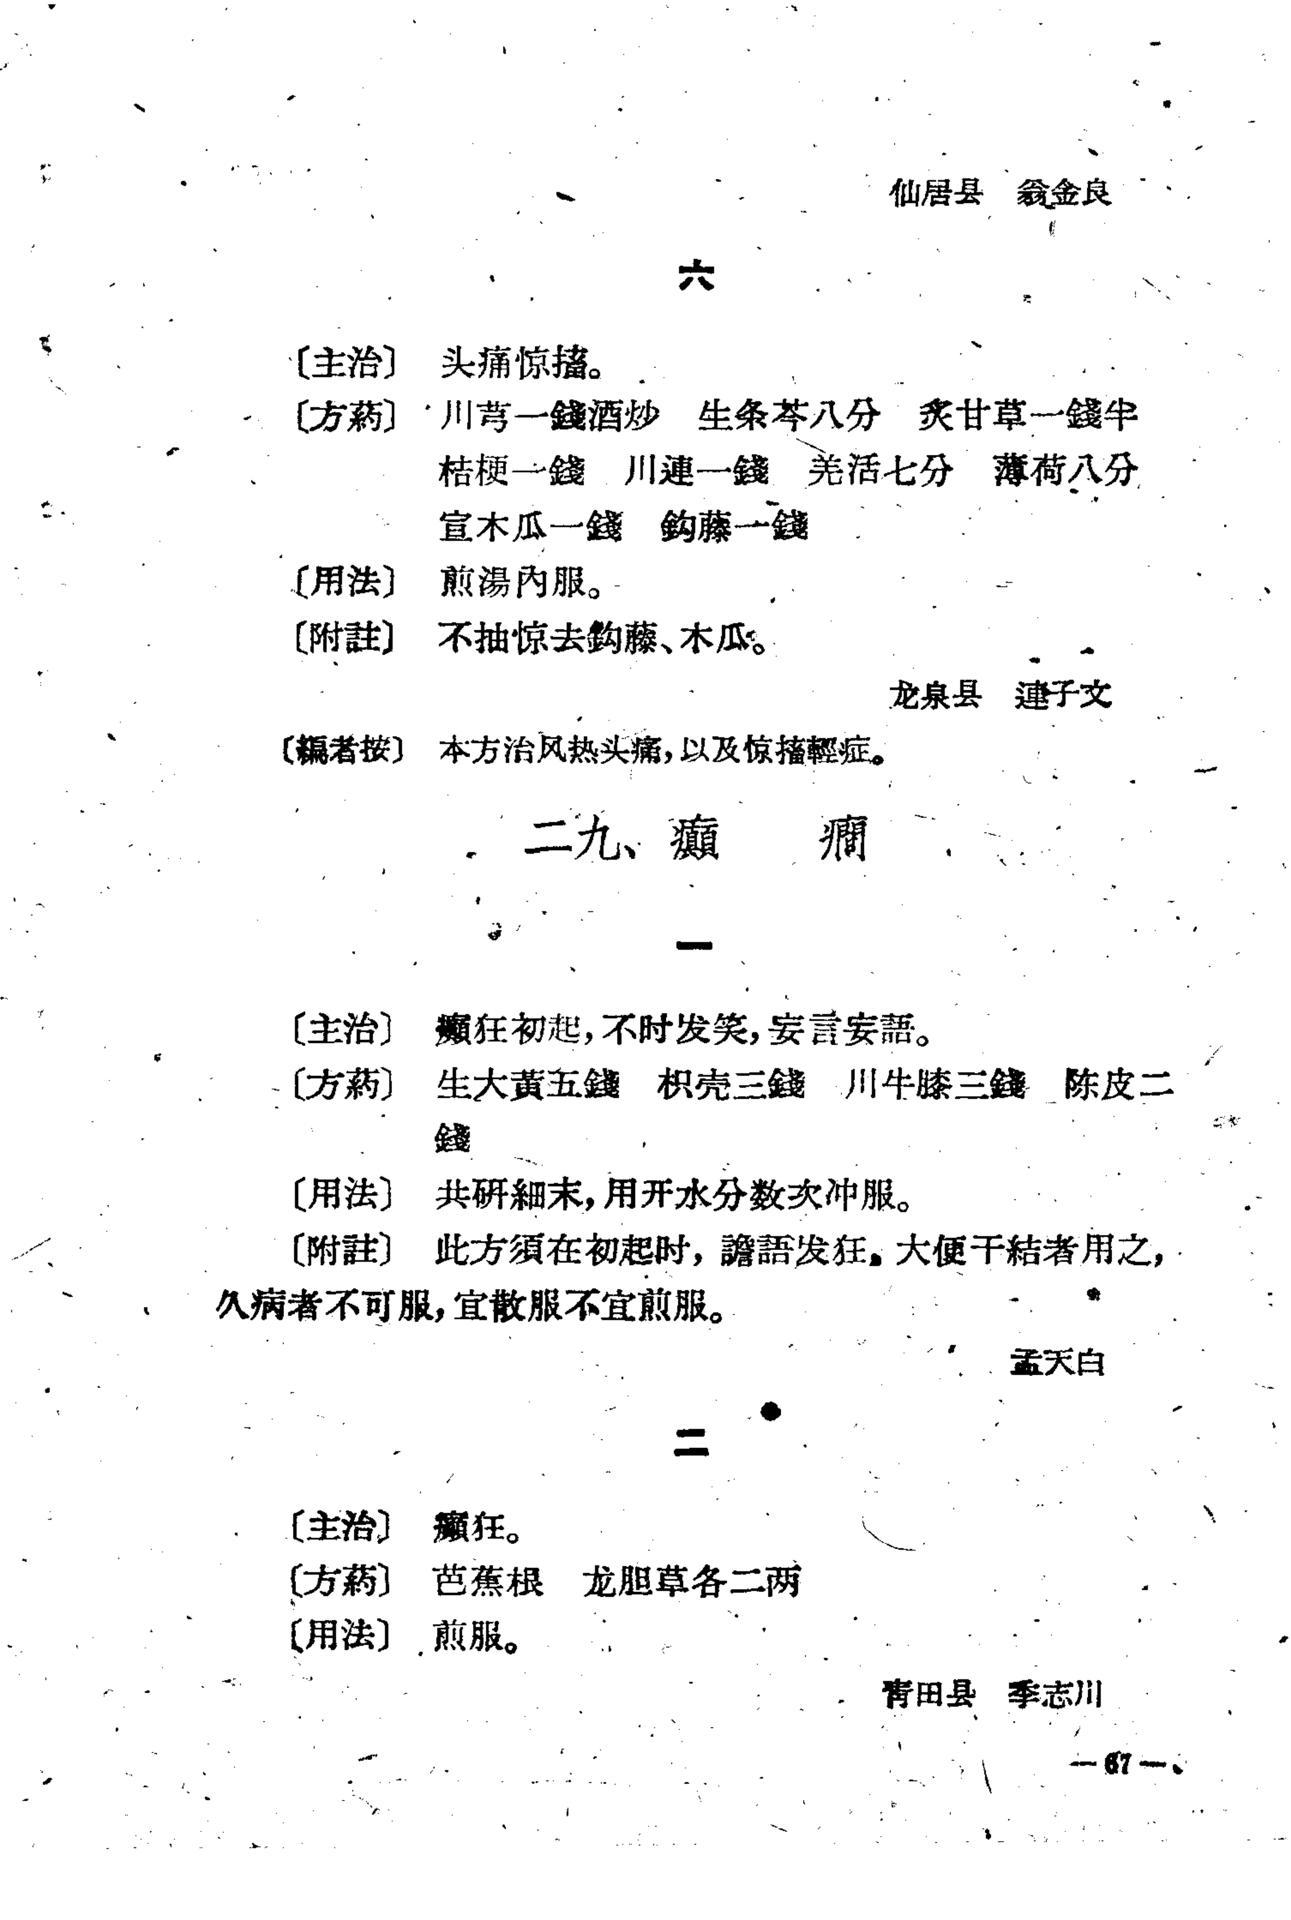 仙居县 翁金良
六
〔主治〕 头痛惊搐。
〔方葯〕 川芎一錢酒炒 生条芩八分 炙甘草一錢半
桔梗一錢 川連一錢 羌活七分 薄荷八分
宣木瓜一錢 鈎藤一錢
〔用法〕 煎湯內服。
〔附註〕 不抽惊去鈎藤、木瓜。
龙泉县 連子文
〔編者按〕 本方治风热头痛，以及惊搐輕症。
二九、癲 癇
一
〔主治〕 癲狂初起，不时发笑，妄言妄語。
〔方葯〕 生大黃五錢 枳壳三錢 川牛膝三錢 陈皮二
錢
〔用法〕 共研細末，用开水分数次冲服。
〔附註〕 此方須在初起时，譫語发狂。大便干結者用之，
久病者不可服，宜散服不宜煎服。
孟天白
二
〔主治〕 癲狂。
〔方葯〕 芭蕉根 龙胆草各二两
〔用法〕 煎服。
青田县 季志川
—67—